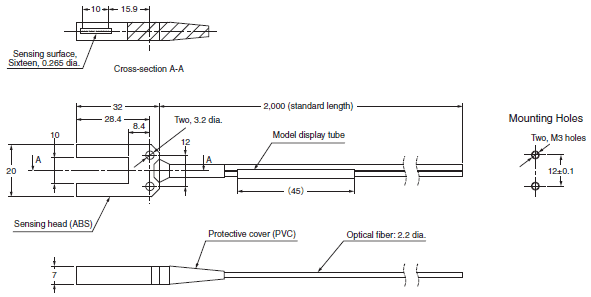 10
15.9
Sensing surface,
Sixteen, 0.265 dia.
Cross-section A-A
32
2,000 (standard length)
28.4
Two, 3.2 dia.
8.4
Mounting Holes
10
12
Model display tube
Two, M3 holes
A
A
20
12±0.1
(45)
Sensing head (ABS)
Protective cover (PVC)
Optical fiber: 2.2 dia.
7